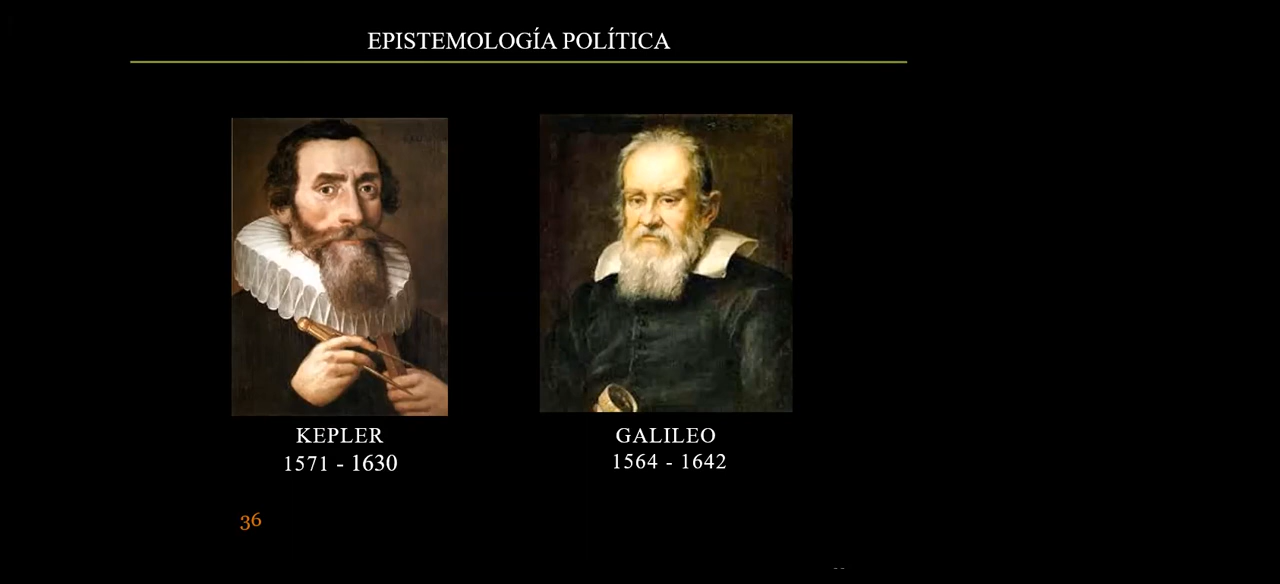 EPISTEMOLOGÍA POLÍTICA
KEPLER
1571 - 1630
GALILEO
1564 - 1642
36